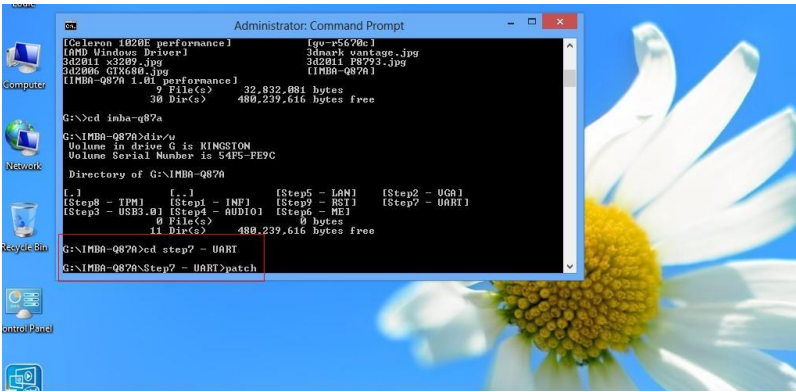 Administrator: Command Prompt
[Celeron 1020E performance] [gv-r5670c]
[AMD Windows Driver] 3dmark vantage.jpg
3d2011 x3209.jpg 3d2011 P8793.jpg
3d2006 GTX680.jpg [IMBA-Q87A]
[IMBA-Q87A 1.01 performance]
9 File(s) 32,832,081 bytes
30 Dir(s) 480,239,616 bytes free
G:\>cd imba-q87a
G:\IMBA-Q87A>dir/w
Volume in drive G is KINGSTON
Volume Serial Number is 54F5-FE9C
Directory of G:\IMBA-Q87A
[.] [..] [Step5 - LAN] [Step2 - VGA]
[Step8 - TPM] [Step1 - INF] [Step9 - RST] [Step7 - UART]
[Step3 - USB3.0] [Step4 - AUDIO] [Step6 - ME]
0 File(s) 0 bytes
11 Dir(s) 480,239,616 bytes free
G:\IMBA-Q87A>cd step7 - UART
G:\IMBA-Q87A\Step7 - UART>patch
Computer
Network
Recycle Bin
ontrol Panel